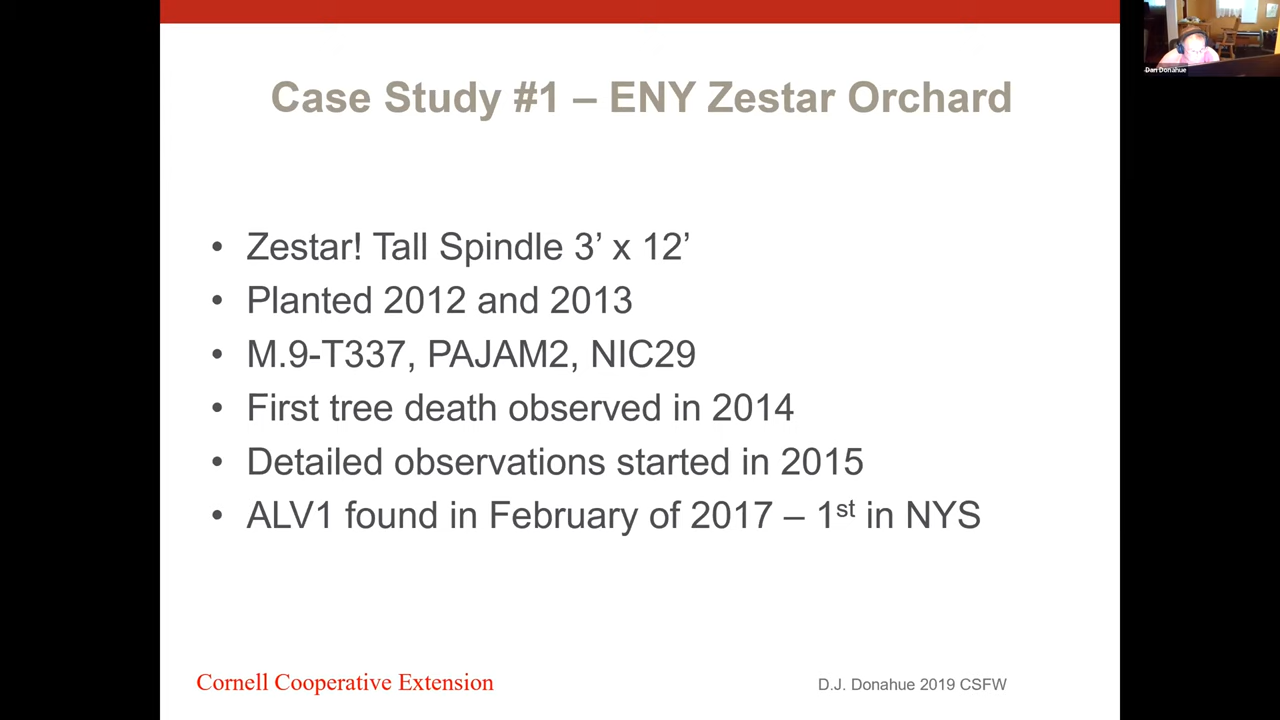 Case Study #1 – ENY Zestar Orchard
• Zestar! Tall Spindle 3’ x 12’
• Planted 2012 and 2013
• M.9-T337, PAJAM2, NIC29
• First tree death observed in 2014
• Detailed observations started in 2015
• ALV1 found in February of 2017 – 1st in NYS
Cornell Cooperative Extension
D.J. Donahue 2019 CSFW
Dan Donahue